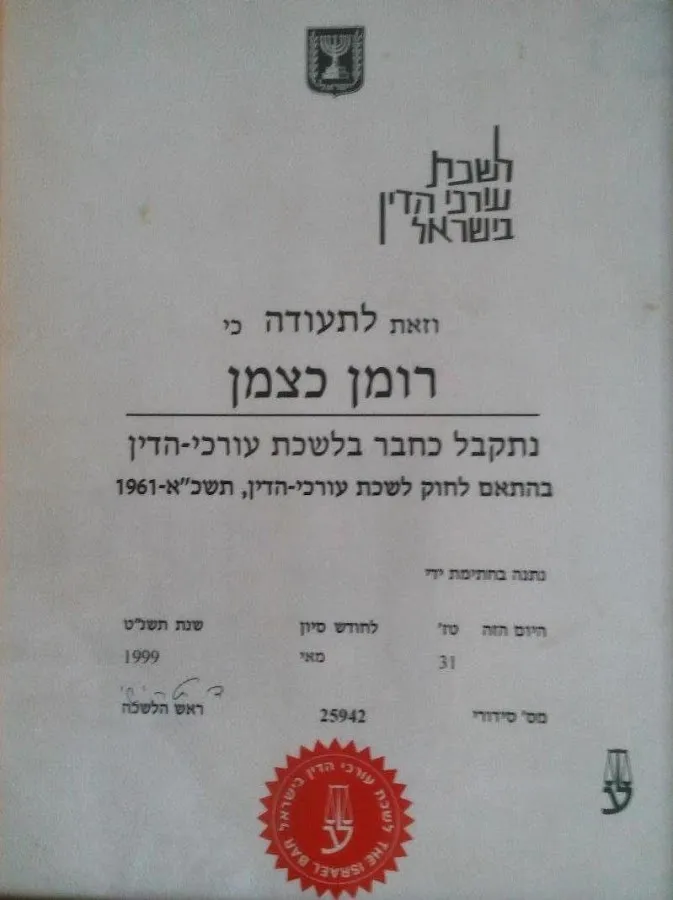 לשכת
עורכי הדין
בישראל
וזאת לתעודה כי
רומן כצמן
נתקבל כחבר בלשכת עורכי-הדין
בהתאם לחוק לשכת עורכי-הדין, תשכ"א-1961
נתנה בחתימת ידי
היום הזה טז' לחודש סיון שנת תשנ"ט
31 מאי 1999
ראש הלשכה
מס' סידורי 25942
לשכת עורכי הדין בישראל THE ISRAEL BAR